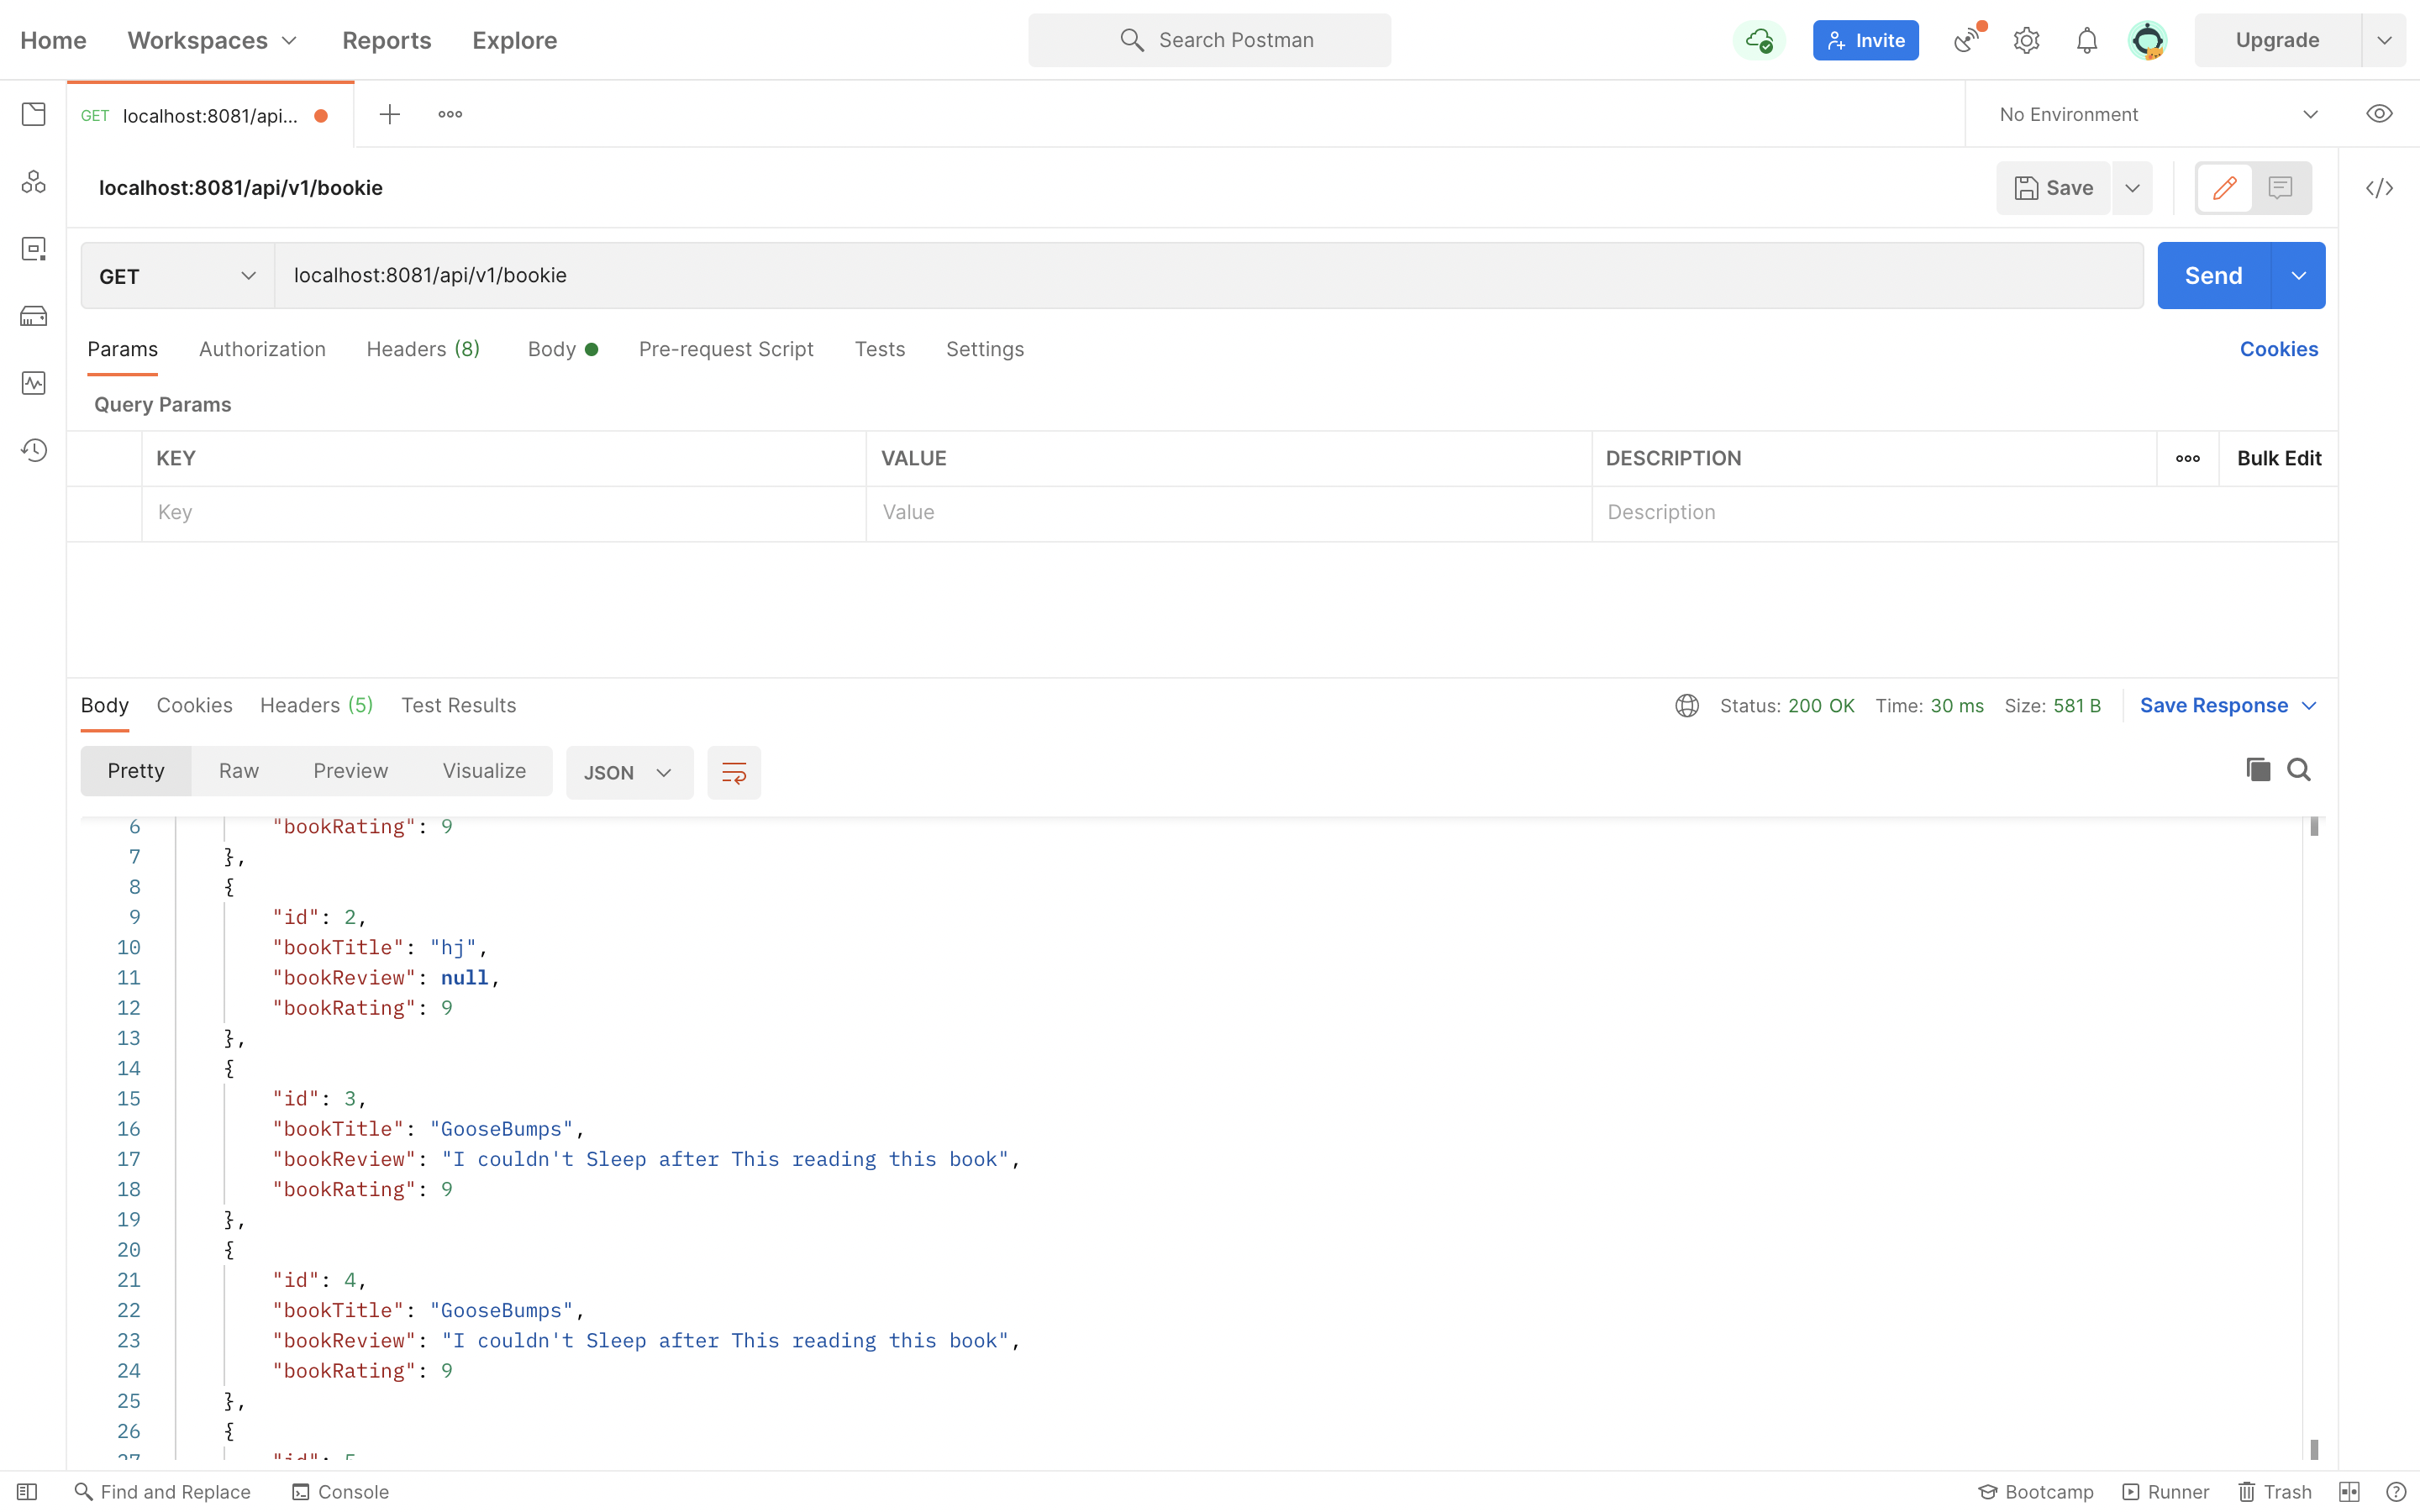 Home Workspaces Reports Explore Search Postman Invite Upgrade
GET localhost:8081/api... No Environment
localhost:8081/api/v1/bookie Save
GET localhost:8081/api/v1/bookie Send
Params Authorization Headers (8) Body Pre-request Script Tests Settings Cookies
Query Params
KEY VALUE DESCRIPTION Bulk Edit
Key Value Description
Body Cookies Headers (5) Test Results Status: 200 OK Time: 30 ms Size: 581 B Save Response
Pretty Raw Preview Visualize JSON
6 "bookRating": 9
7 },
8 {
9 "id": 2,
10 "bookTitle": "hj",
11 "bookReview": null,
12 "bookRating": 9
13 },
14 {
15 "id": 3,
16 "bookTitle": "GooseBumps",
17 "bookReview": "I couldn't Sleep after This reading this book",
18 "bookRating": 9
19 },
20 {
21 "id": 4,
22 "bookTitle": "GooseBumps",
23 "bookReview": "I couldn't Sleep after This reading this book",
24 "bookRating": 9
25 },
26 {
27 "id": 5
Find and Replace Console Bootcamp Runner Trash